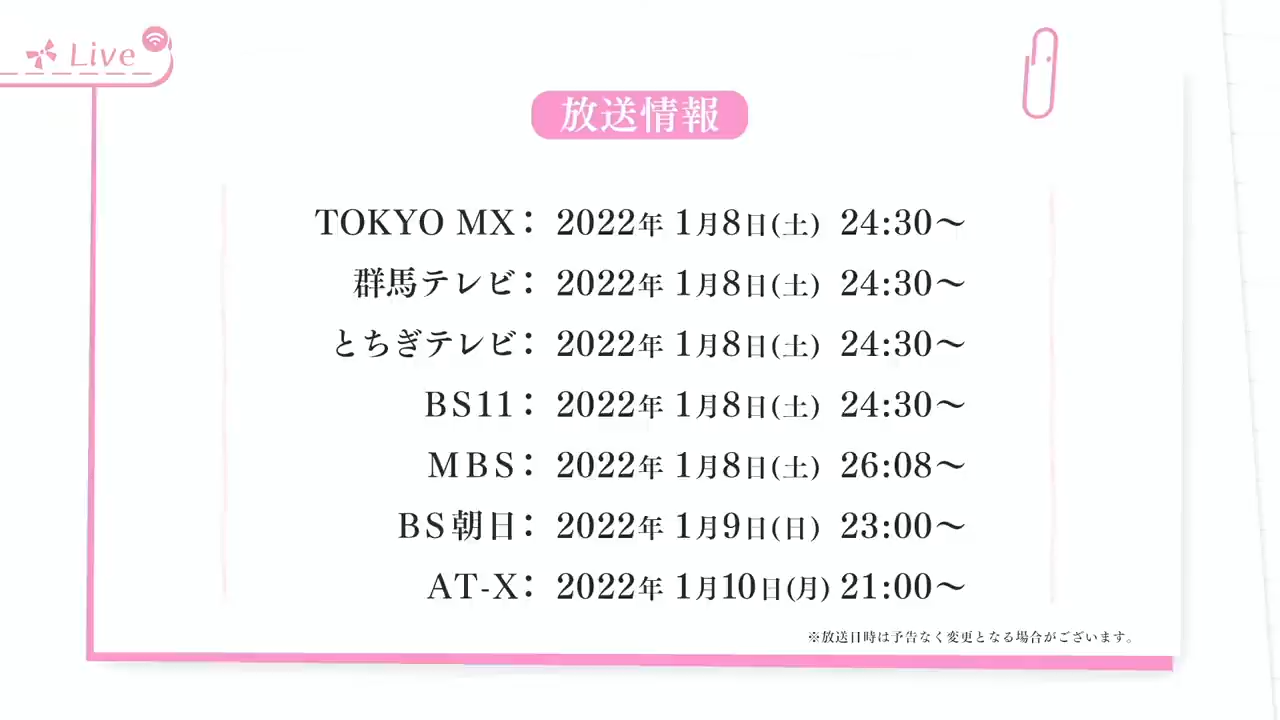 Live
放送情報
TOKYO MX： 2022年 1月8日(土) 24:30～
群馬テレビ： 2022年 1月8日(土) 24:30～
とちぎテレビ： 2022年 1月8日(土) 24:30～
BS11： 2022年 1月8日(土) 24:30～
MBS： 2022年 1月8日(土) 26:08～
BS朝日： 2022年 1月9日(日) 23:00～
AT-X： 2022年 1月10日(月) 21:00～
※放送日時は予告なく変更となる場合がございます。